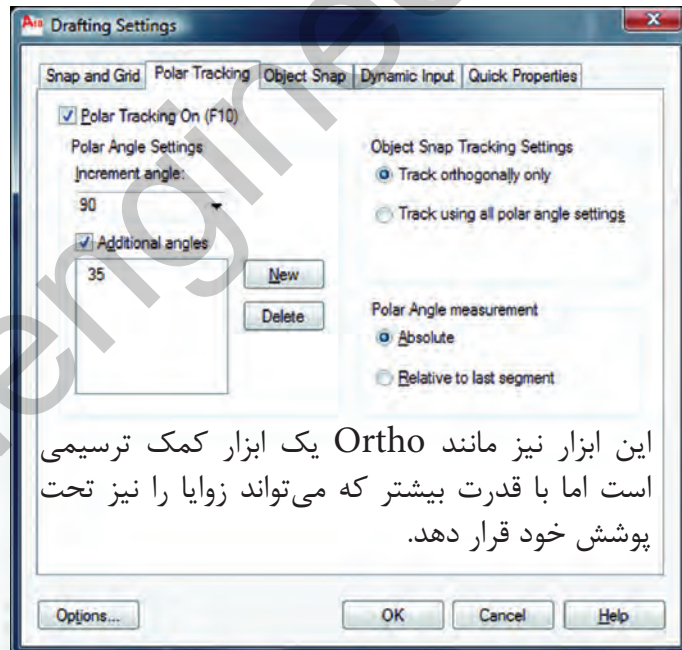 Drafting Settings
Snap and Grid Polar Tracking Object Snap Dynamic Input Quick Properties
Polar Tracking On (F10)
Polar Angle Settings
Increment angle:
90
Additional angles
35
New
Delete
Object Snap Tracking Settings
Track orthogonally only
Track using all polar angle settings
Polar Angle measurement
Absolute
Relative to last segment
این ابزار نیز مانند Ortho یک ابزار کمک ترسیمی
است اما با قدرت بیشتر که می‌تواند زوایا را نیز تحت
پوشش خود قرار دهد.
Options... OK Cancel Help